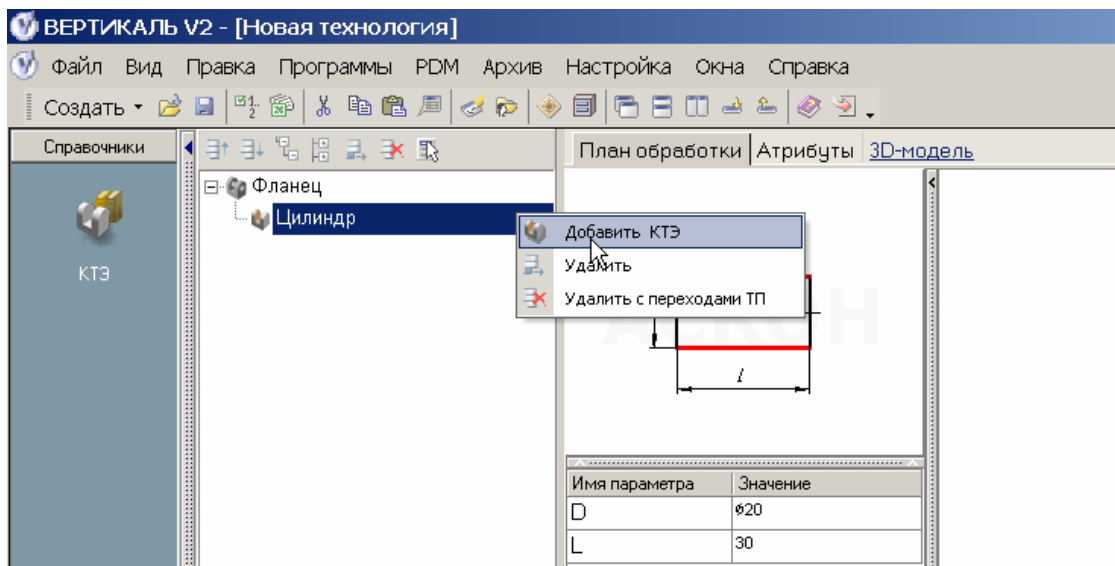 ВЕРТИКАЛЬ V2 - [Новая технология]
Файл Вид Правка Программы PDM Архив Настройка Окна Справка
Создать
Справочники
План обработки Атрибуты 3D-модель
Фланец
Цилиндр
КТЭ
Добавить КТЭ
Удалить
Удалить с переходами ТП
АСКОН
l
Имя параметра Значение
D ø20
L 30